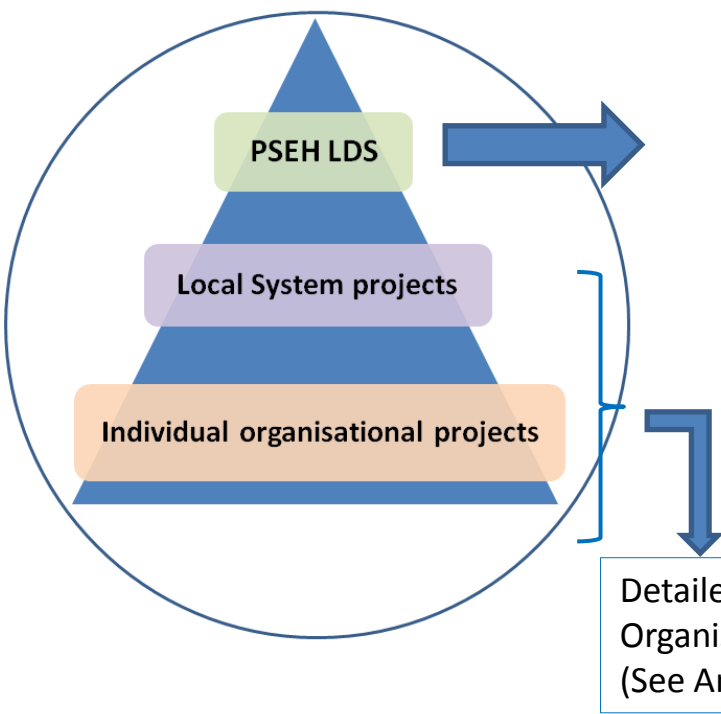 PSEH LDS
Local System projects
Individual organisational projects
(See